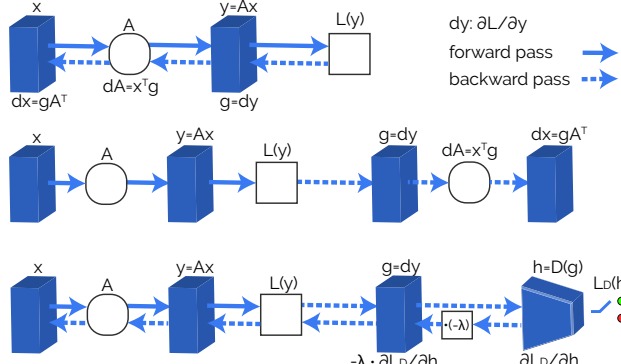 x
A
y=Ax
L(y)
dx=gAᵀ
dA=xᵀg
g=dy
dy: ∂L/∂y
forward pass
backward pass
x
A
y=Ax
L(y)
g=dy
dA=xᵀg
dx=gAᵀ
x
A
y=Ax
L(y)
g=dy
h=D(g)
LD(h
·(-λ)
-λ · ∂LD/∂h
∂LD/∂h